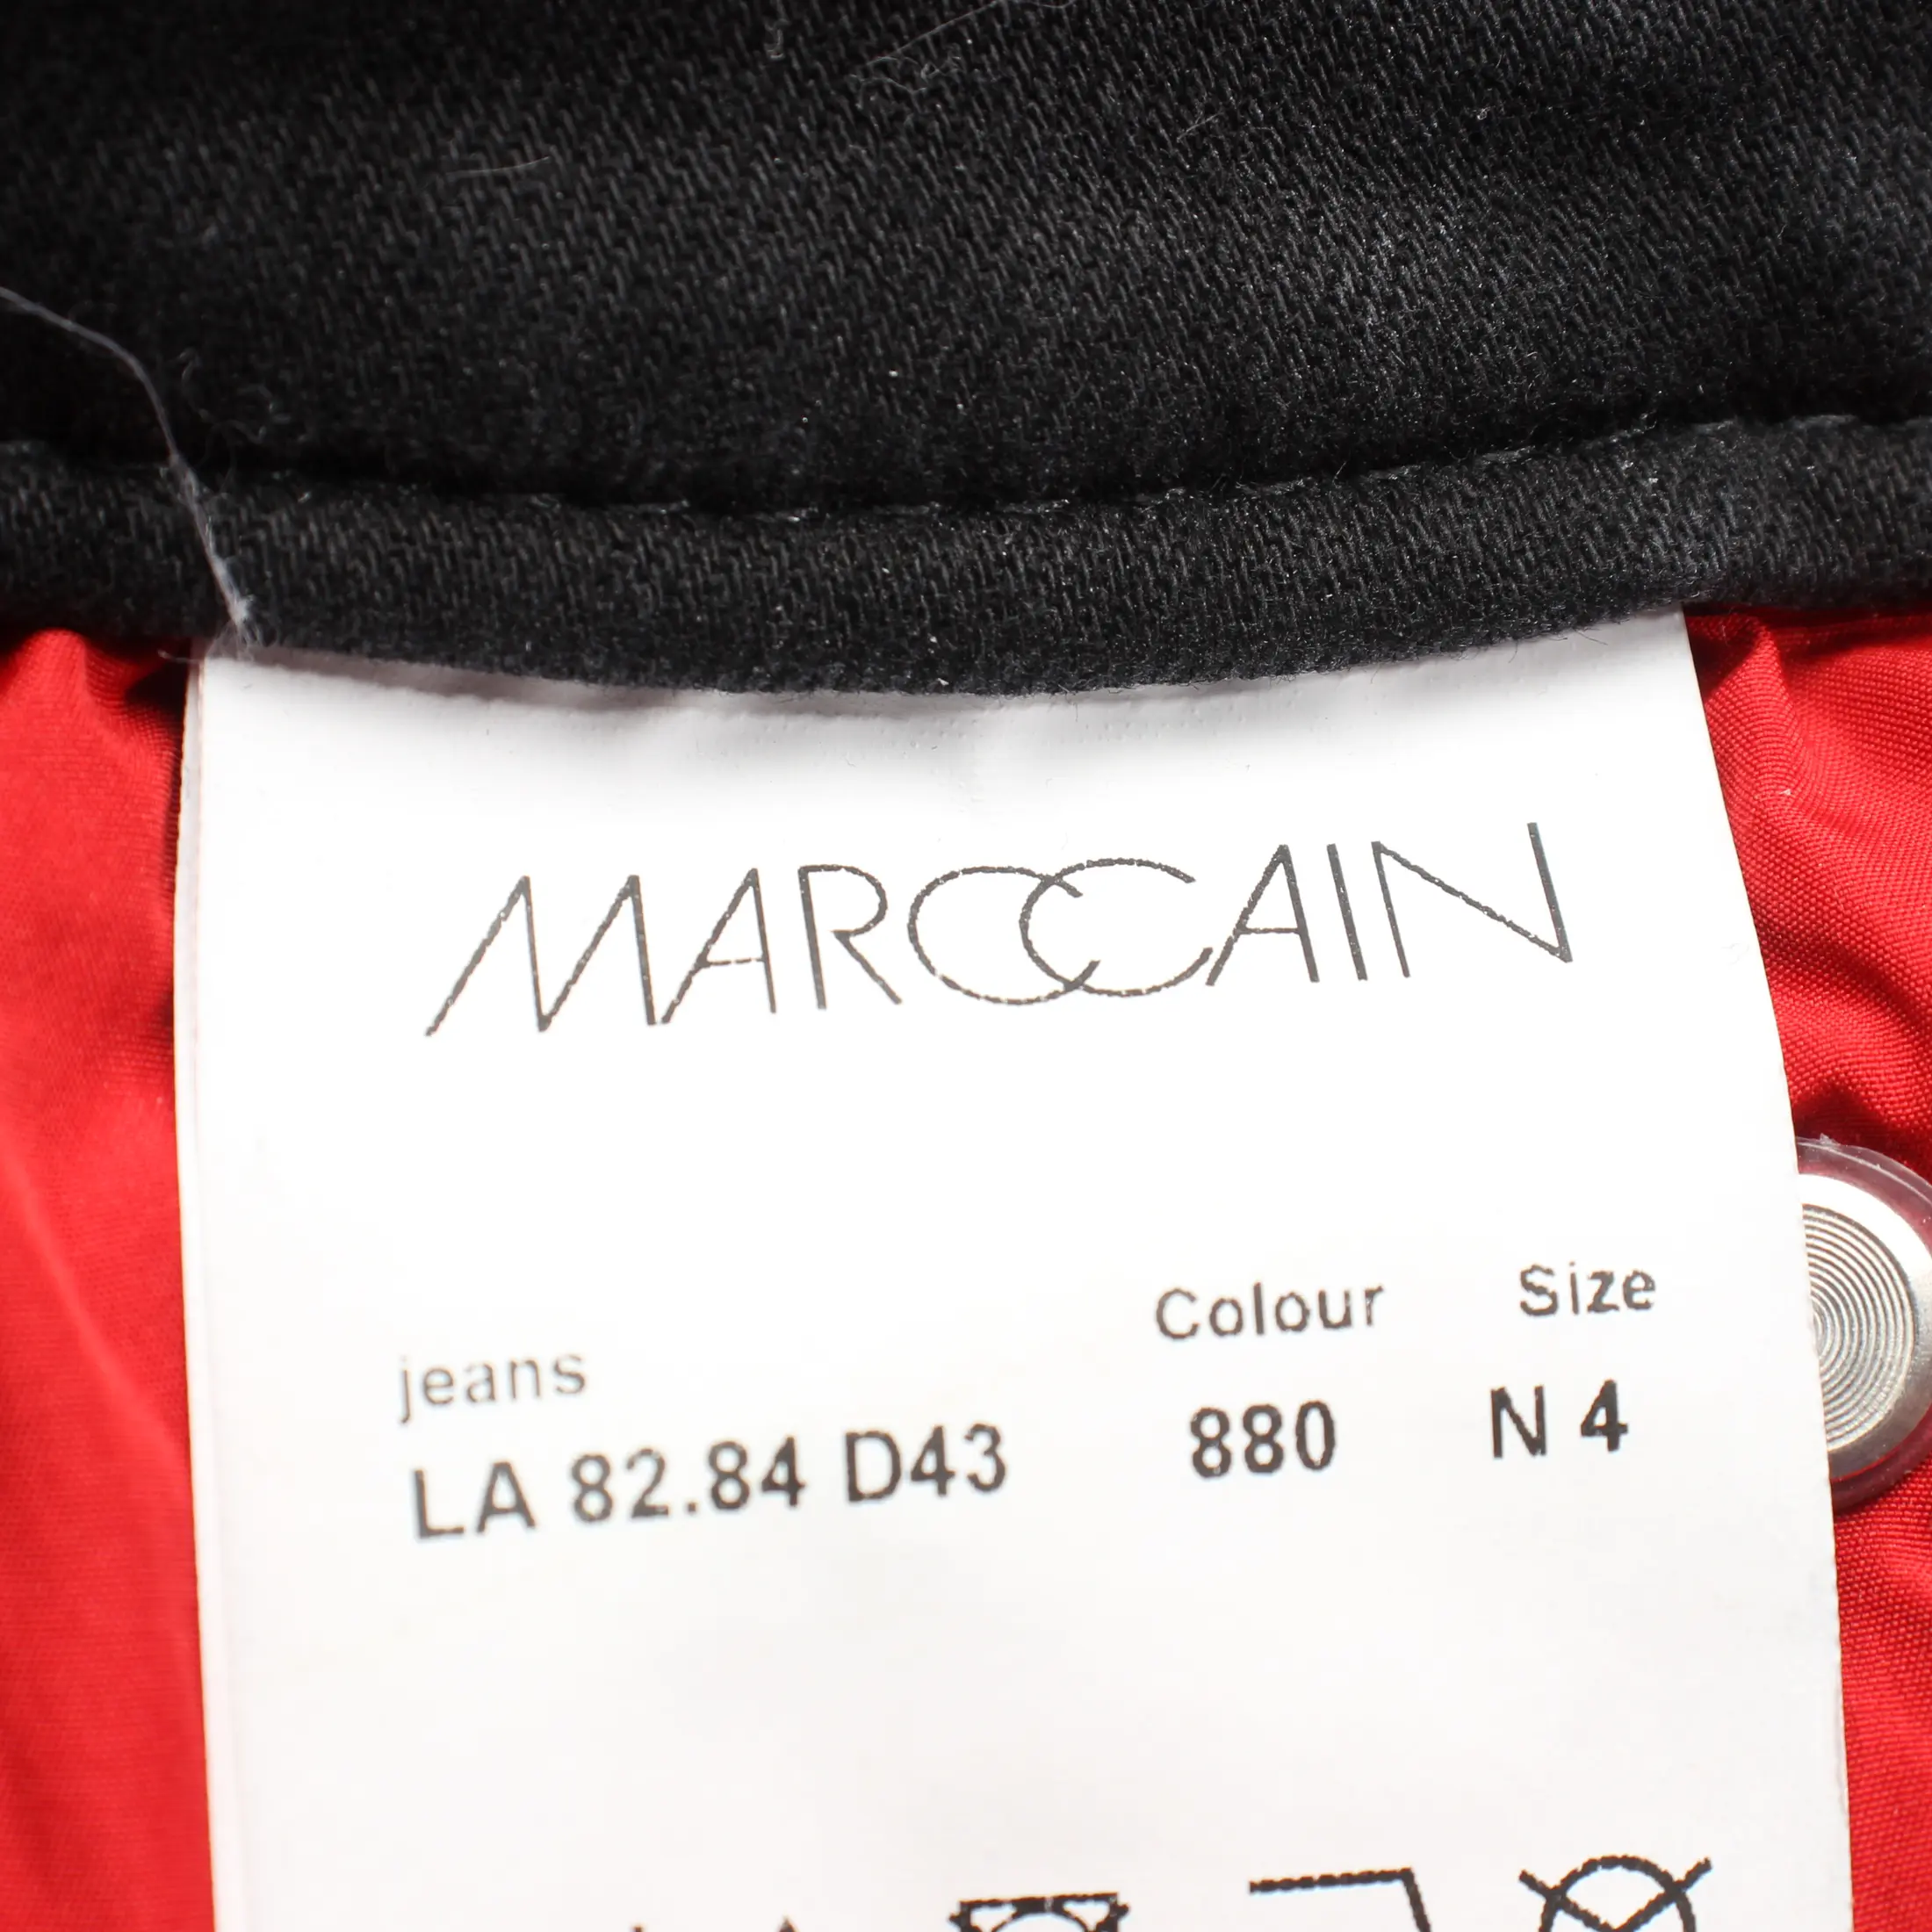 MARCCAIN
Colour Size
jeans
LA 82.84 D43 880 N 4